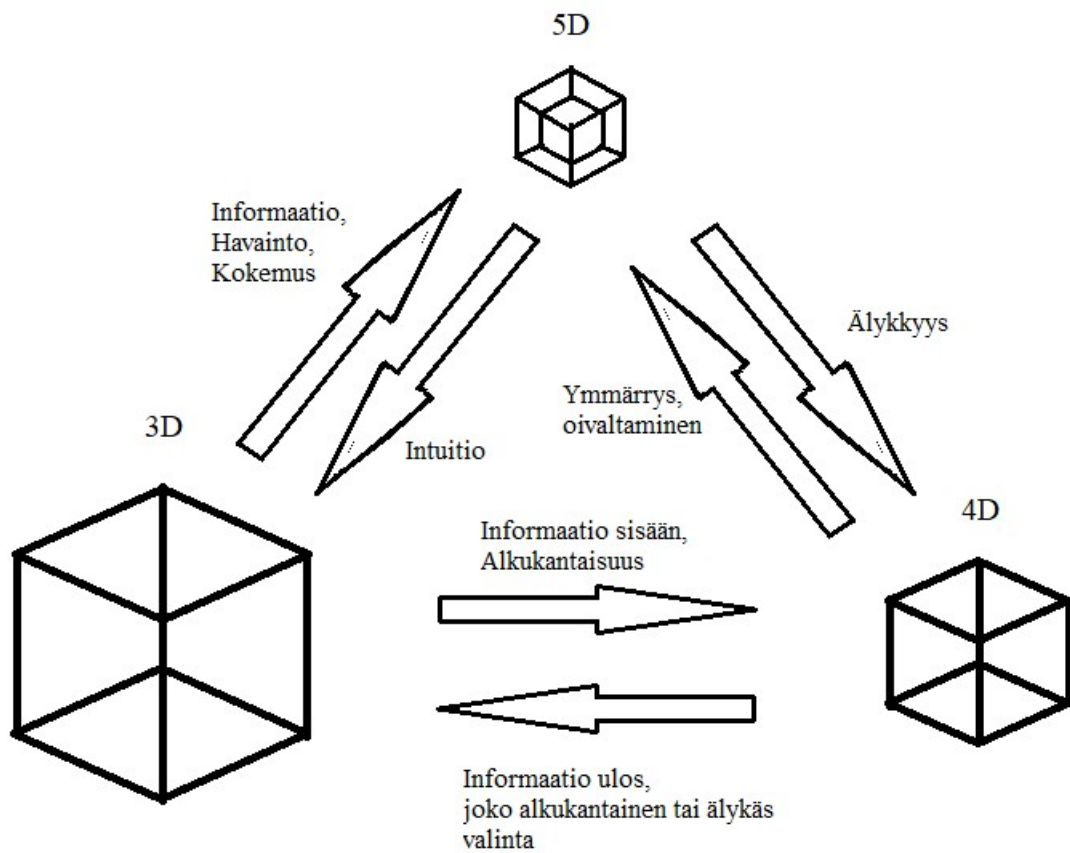 5D
Informaatio,
Havainto,
Kokemus
Älykkyys
Ymmärrys,
oivaltaminen
3D
Intuitio
4D
Informaatio sisään,
Alkukantaisuus
Informaatio ulos,
joko alkukantainen tai älykäs
valinta